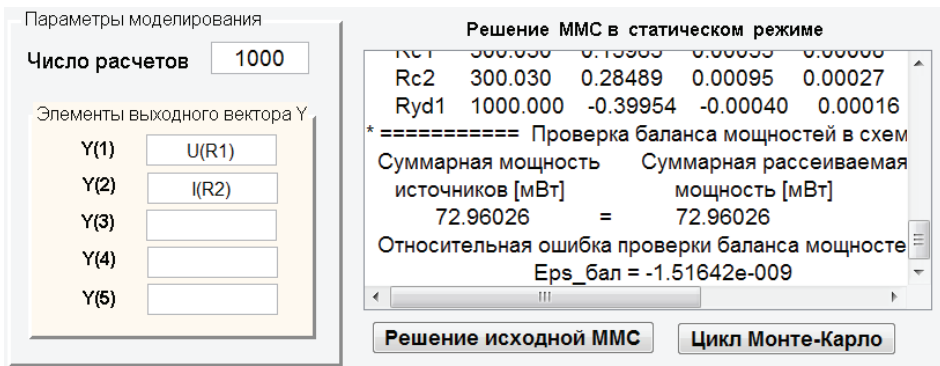 Параметры моделирования
Число расчетов 1000
Элементы выходного вектора Y
Y(1) U(R1)
Y(2) I(R2)
Y(3)
Y(4)
Y(5)
Решение ММС в статическом режиме
Rc2 300.030 0.28489 0.00095 0.00027
Ryd1 1000.000 -0.39954 -0.00040 0.00016
* =========== Проверка баланса мощностей в схем
Суммарная мощность Суммарная рассеиваемая
источников [мВт] мощность [мВт]
72.96026 = 72.96026
Относительная ошибка проверки баланса мощносте
Eps_бал = -1.51642e-009
Решение исходной ММС
Цикл Монте-Карло